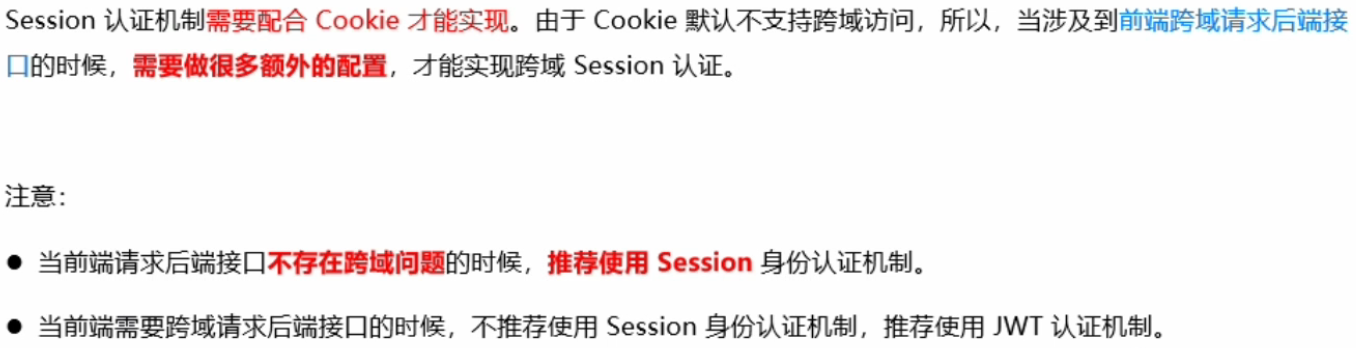 Session 认证机制需要配合 Cookie 才能实现。由于 Cookie 默认不支持跨域访问，所以，当涉及到前端跨域请求后端接
口的时候，需要做很多额外的配置，才能实现跨域 Session 认证。
注意：
● 当前端请求后端接口不存在跨域问题的时候，推荐使用 Session 身份认证机制。
● 当前端需要跨域请求后端接口的时候，不推荐使用 Session 身份认证机制，推荐使用 JWT 认证机制。